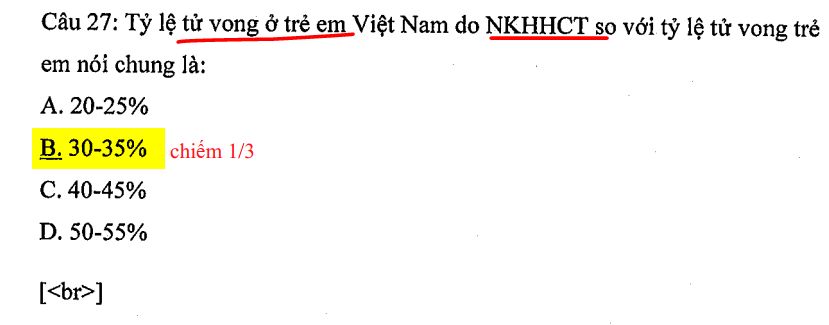 Câu 27: Tỷ lệ tử vong ở trẻ em Việt Nam do NKHHCT so với tỷ lệ tử vong trẻ
em nói chung là:
A. 20-25%
B. 30-35% chiếm 1/3
C. 40-45%
D. 50-55%
[<br>]